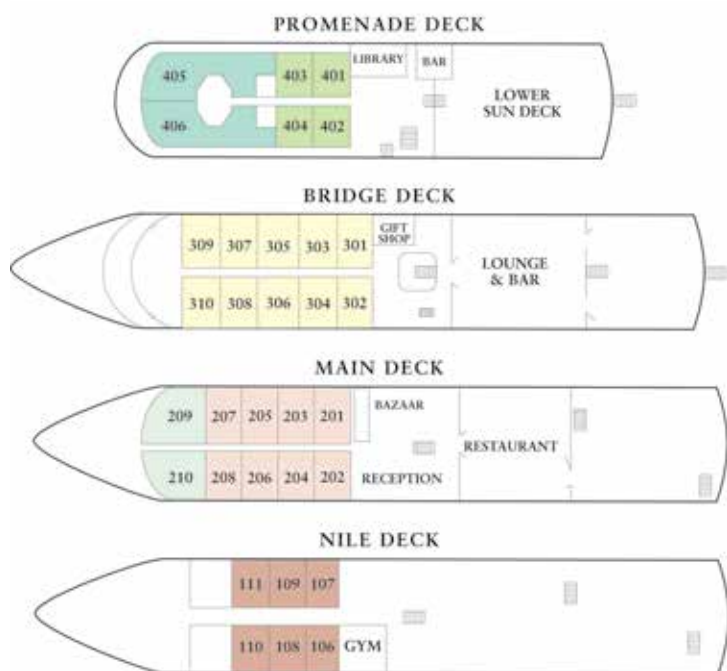 PROMENADE DECK
405 403 401 LIBRARY BAR
406 404 402 LOWER
SUN DECK
BRIDGE DECK
309 307 305 303 301 GIFT
SHOP
310 308 306 304 302 LOUNGE
& BAR
MAIN DECK
209 207 205 203 201 BAZAAR
210 208 206 204 202 RECEPTION RESTAURANT
NILE DECK
111 109 107
110 108 106 GYM